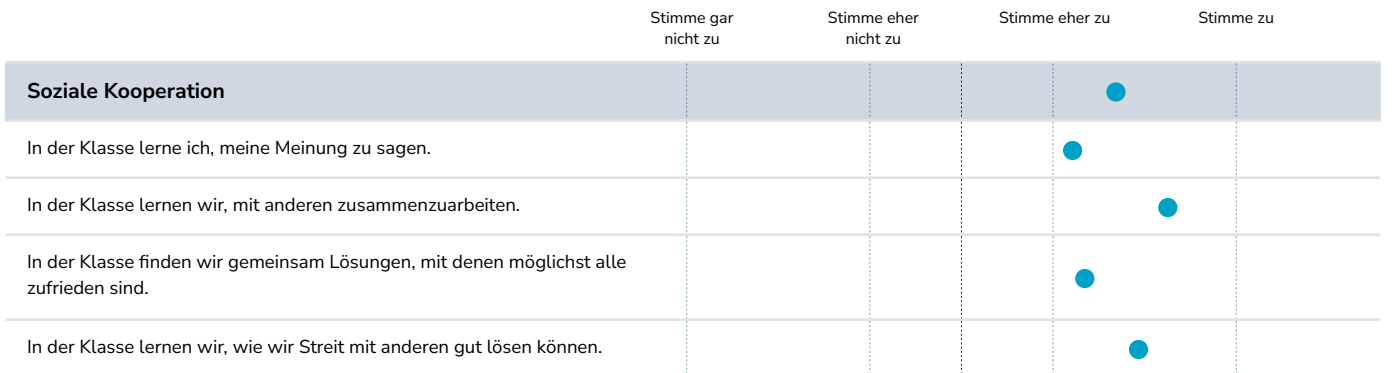 Stimme gar
nicht zu
Stimme eher
nicht zu
Stimme eher zu
Stimme zu
Soziale Kooperation
In der Klasse lerne ich, meine Meinung zu sagen.
In der Klasse lernen wir, mit anderen zusammenzuarbeiten.
In der Klasse finden wir gemeinsam Lösungen, mit denen möglichst alle
zufrieden sind.
In der Klasse lernen wir, wie wir Streit mit anderen gut lösen können.